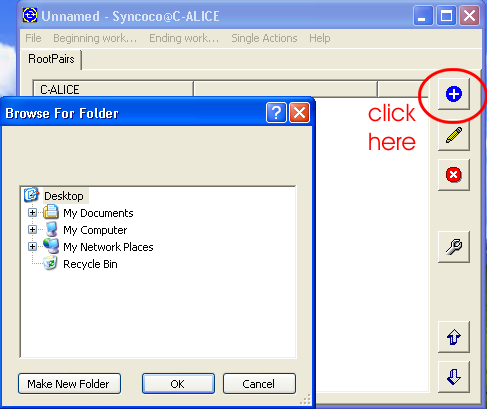 Unnamed - Syncoco@C-ALICE
File Beginning work... Ending work... Single Actions Help
RootPairs
C-ALICE
click
here
Browse For Folder
Desktop
My Documents
My Computer
My Network Places
Recycle Bin
Make New Folder OK Cancel